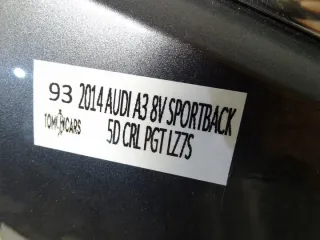 93 2014 AUDI A3 8V SPORTBACK
TOMI CARS 5D CRL PGT LZ7S